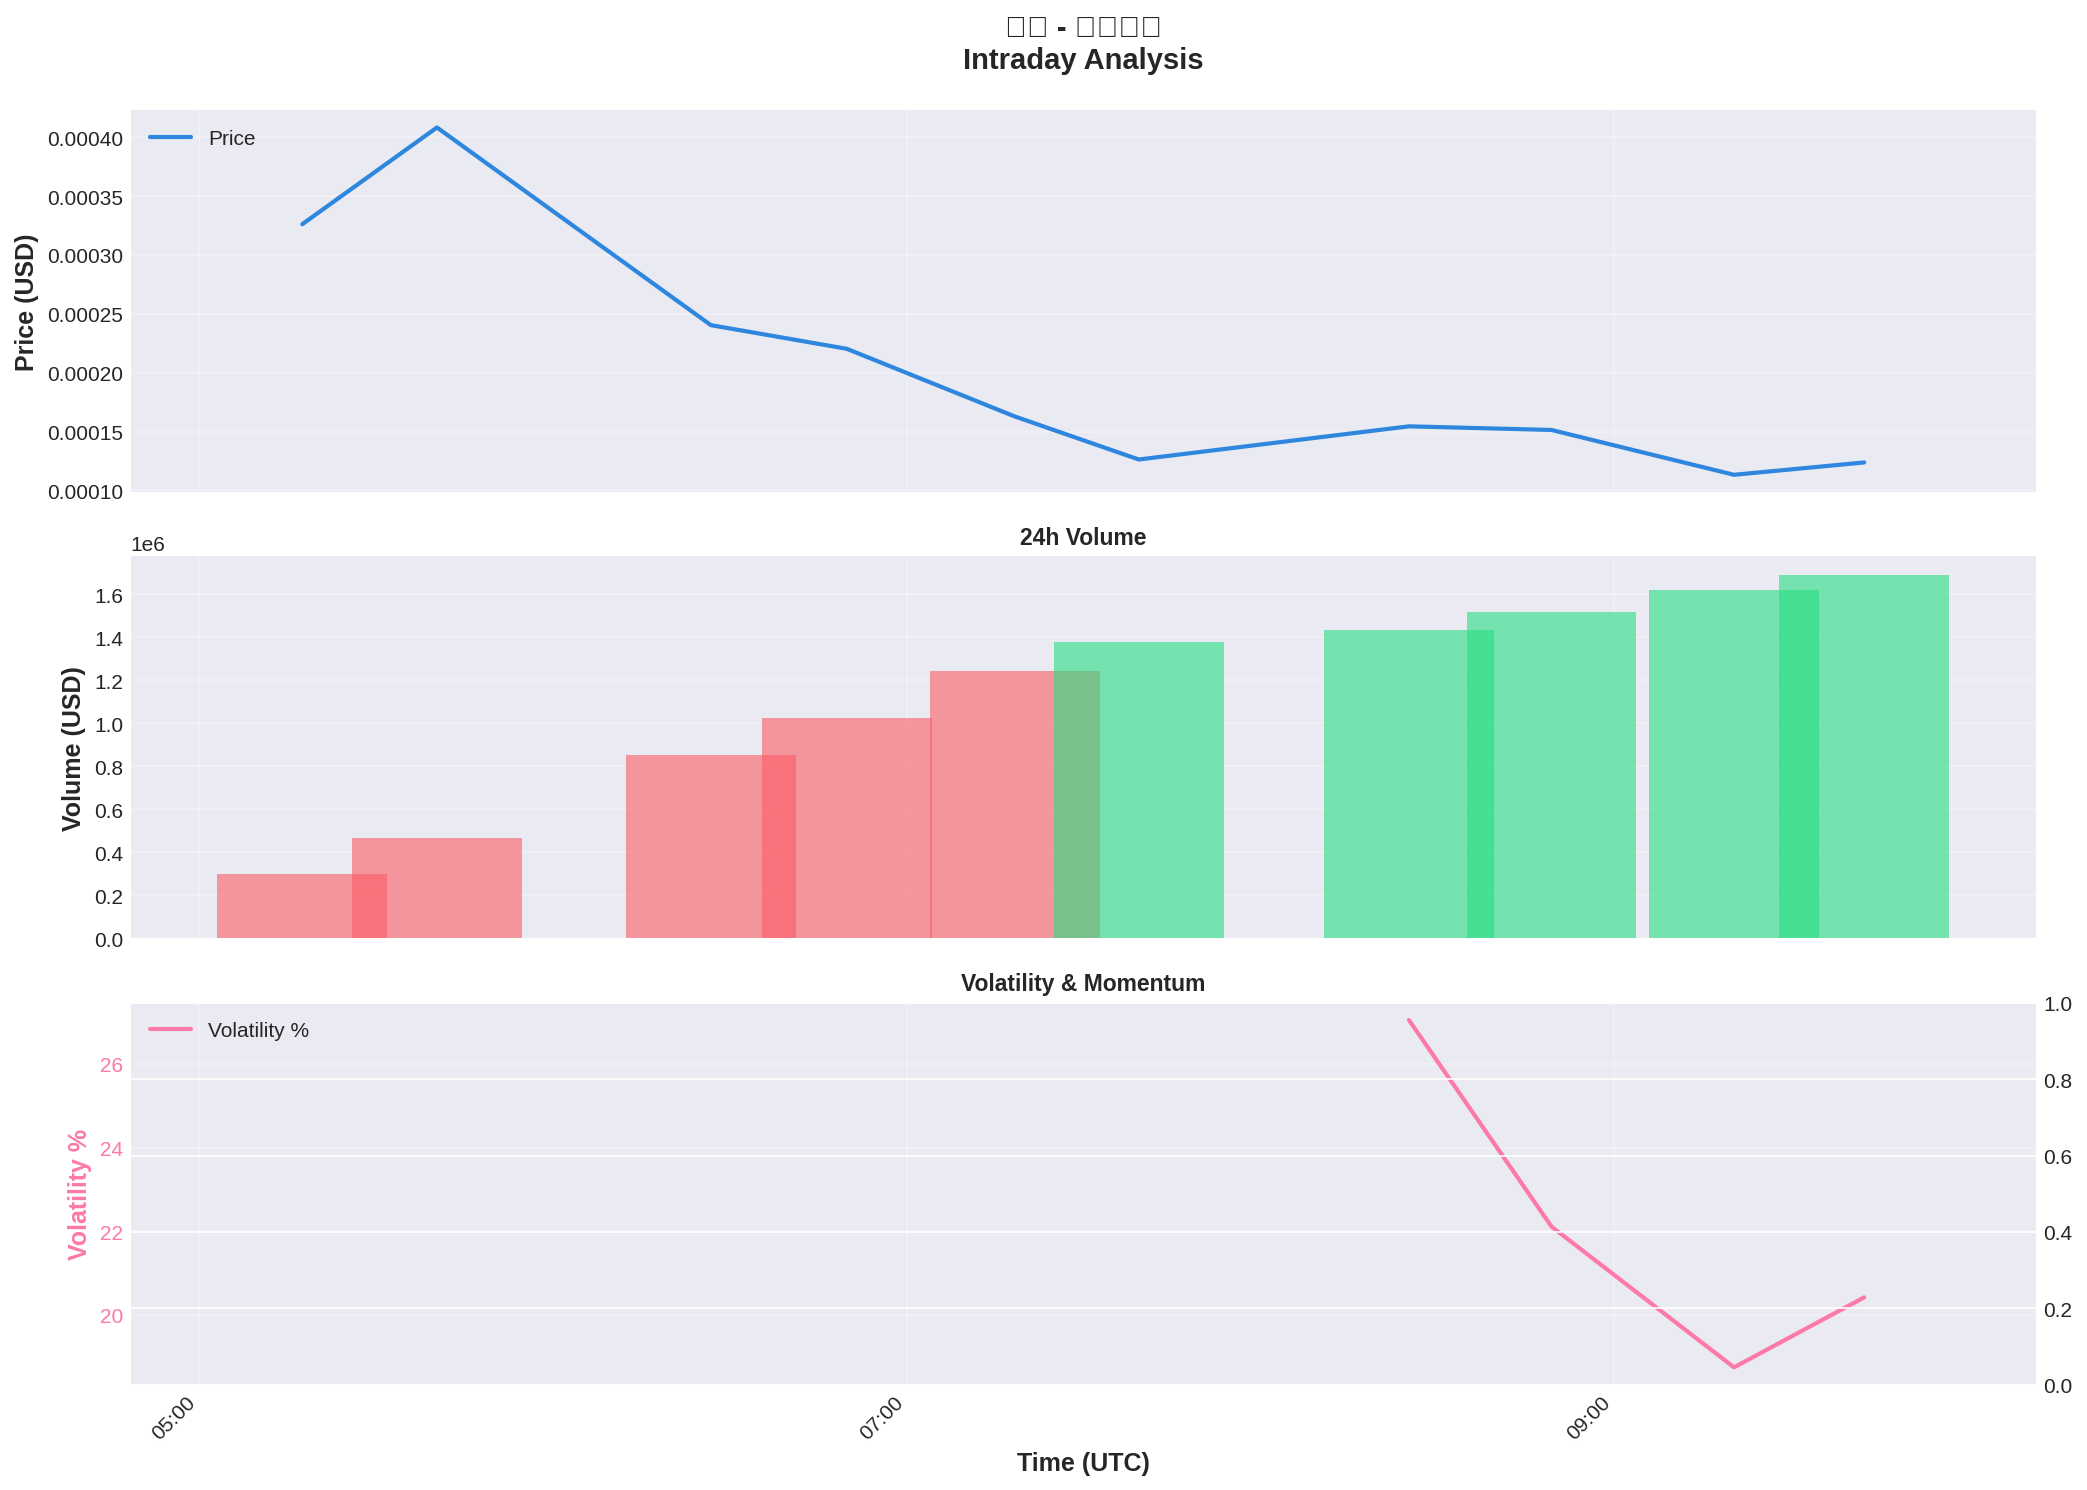 Intraday Analysis
Price
0.00040
0.00035
0.00030
0.00025
0.00020
0.00015
0.00010
Price (USD)
24h Volume
1e6
1.6
1.4
1.2
1.0
0.8
0.6
0.4
0.2
0.0
Volume (USD)
Volatility & Momentum
Volatility %
26
24
22
20
Volatility %
1.0
0.8
0.6
0.4
0.2
0.0
05:00
07:00
09:00
Time (UTC)